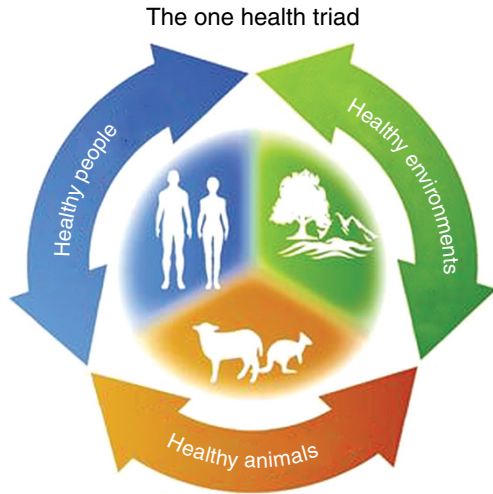 The one health triad
Healthy people
Healthy environments
Healthy animals